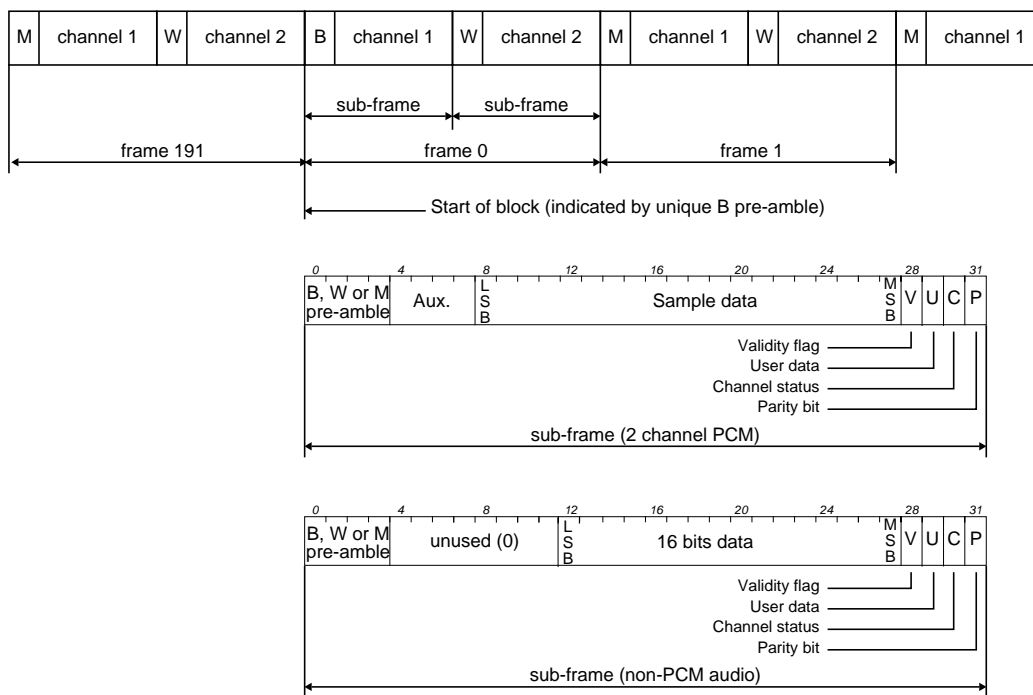 M channel 1 W channel 2 B channel 1 W channel 2 M channel 1 W channel 2 M channel 1
sub-frame sub-frame
frame 191 frame 0 frame 1
Start of block (indicated by unique B pre-amble)
0 4 8 12 16 20 24 28 31
B, W or M
pre-amble
Aux.
L
S
B
Sample data
M
S
B
V U C P
Validity flag
User data
Channel status
Parity bit
sub-frame (2 channel PCM)
0 4 8 12 16 20 24 28 31
B, W or M
pre-amble
unused (0)
L
S
B
16 bits data
M
S
B
V U C P
Validity flag
User data
Channel status
Parity bit
sub-frame (non-PCM audio)